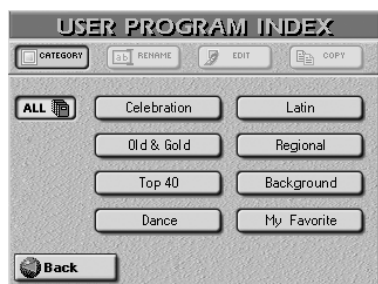 USER PROGRAM INDEX
CATEGORY ab RENAME EDIT COPY
ALL Celebration Latin
Old & Gold Regional
Top 40 Background
Dance My Favorite
Back